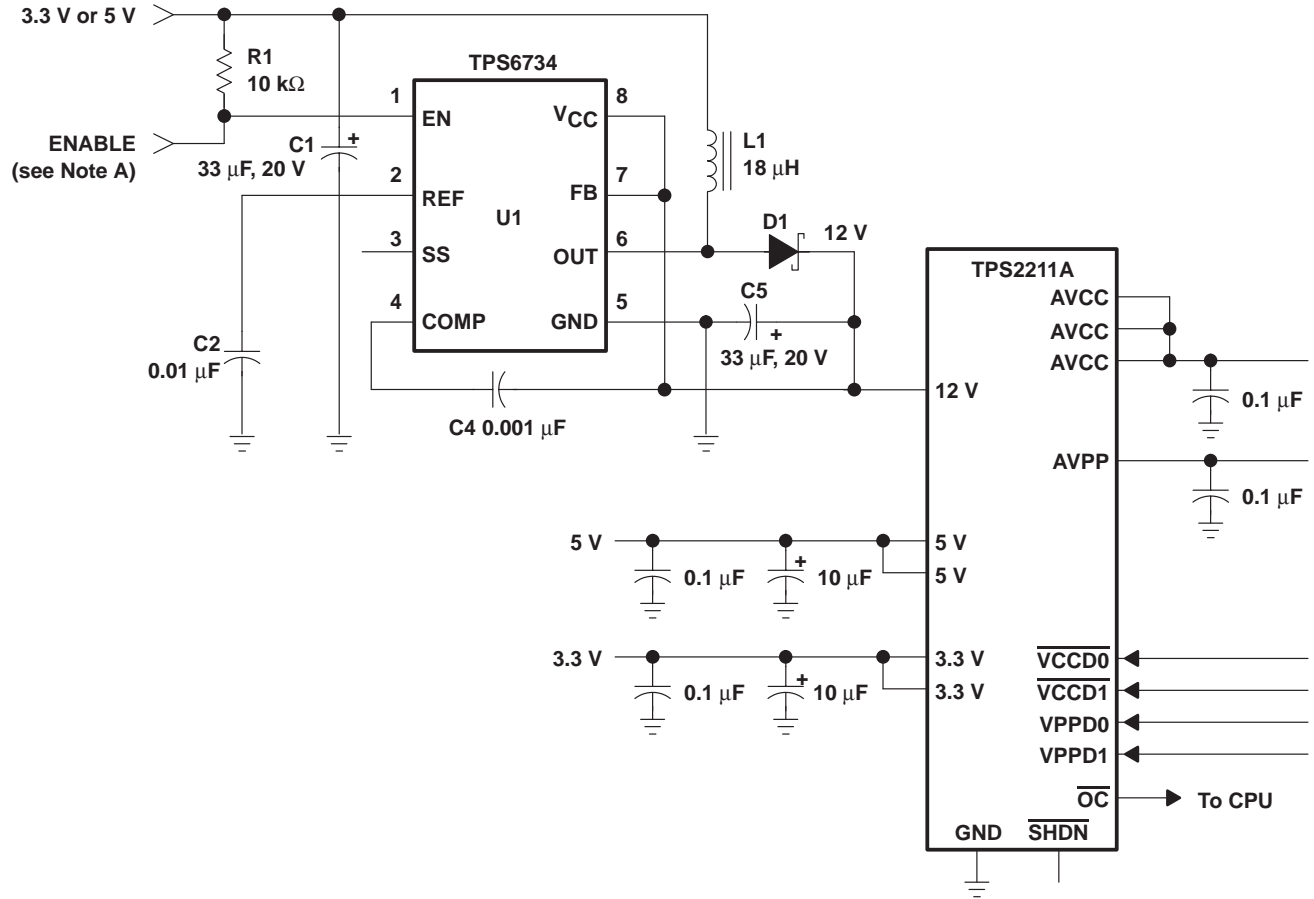 3.3 V or 5 V
R1
10 kΩ
ENABLE
(see Note A)
C1
+
33 μF, 20 V
C2
0.01 μF
TPS6734
1
EN
2
REF
3
SS
4
COMP
U1
8
VCC
7
FB
6
OUT
5
GND
L1
18 μH
D1
12 V
C5
+
33 μF, 20 V
C4 0.001 μF
TPS2211A
AVCC
AVCC
AVCC
0.1 μF
12 V
AVPP
0.1 μF
5 V
0.1 μF
+
10 μF
5 V
5 V
3.3 V
0.1 μF
+
10 μF
3.3 V
3.3 V
VCCD0
VCCD1
VPPD0
VPPD1
OC
To CPU
GND
SHDN